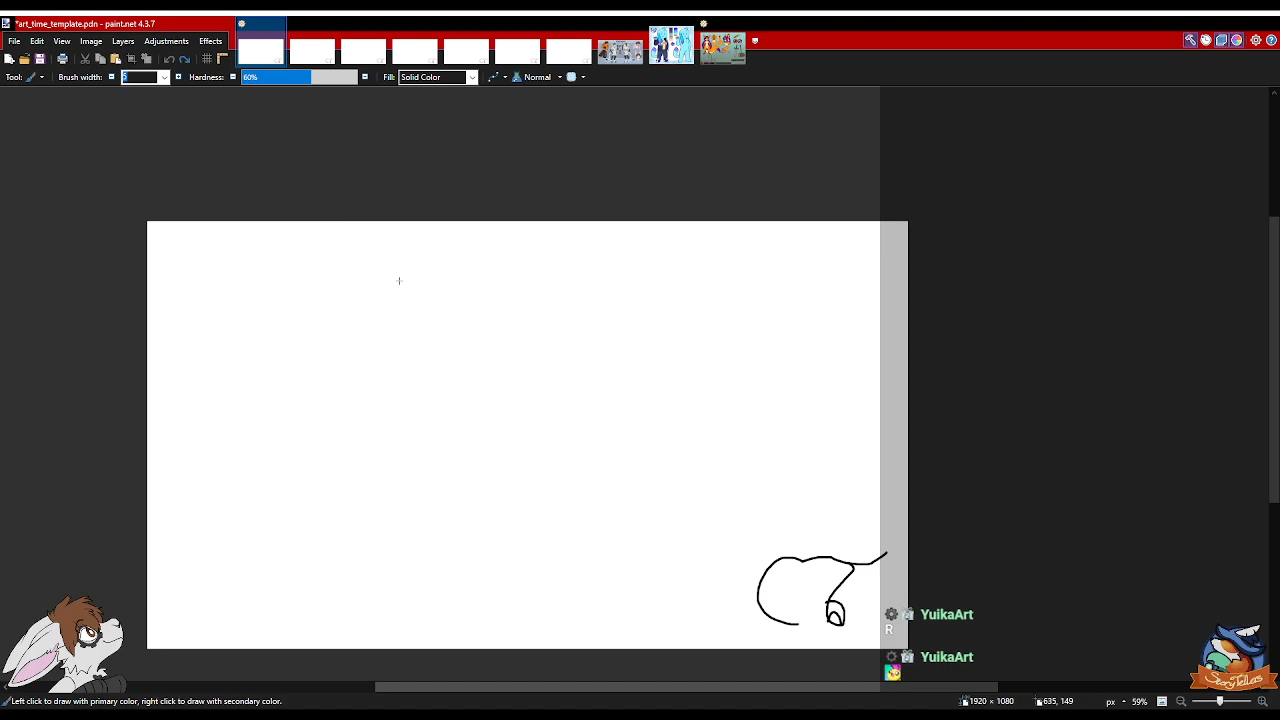 *art_time_template.pdn - paint.net 4.3.7
File Edit View Image Layers Adjustments Effects
Tool: Brush width: 5 Hardness: 60% Fill: Solid Color Normal
YuikaArt
R
YuikaArt
StoryTellas
Left click to draw with primary color, right click to draw with secondary color. 1920 × 1080 635, 149 px 59%